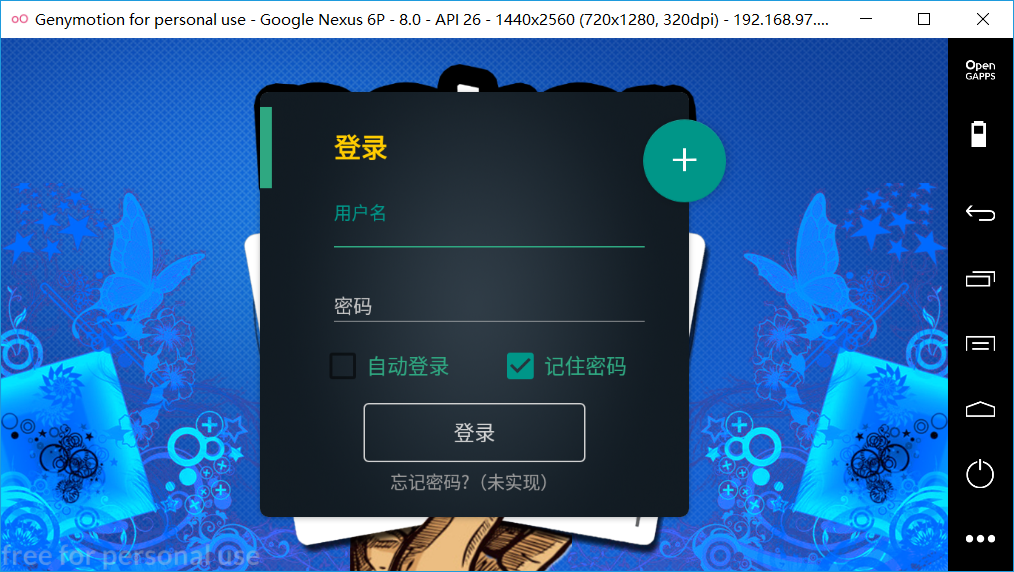 Genymotion for personal use - Google Nexus 6P - 8.0 - API 26 - 1440x2560 (720x1280, 320dpi) - 192.168.97....
Open
GAPPS
登录
用户名
密码
自动登录
记住密码
登录
忘记密码?（未实现）
free for personal use